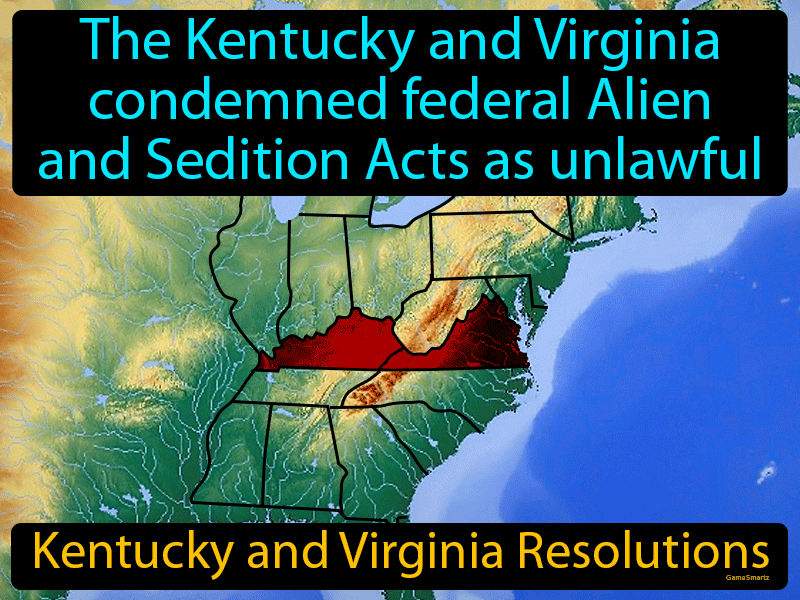 The Kentucky and Virginia
condemned federal Alien
and Sedition Acts as unlawful
Kentucky and Virginia Resolutions
GameSmartz